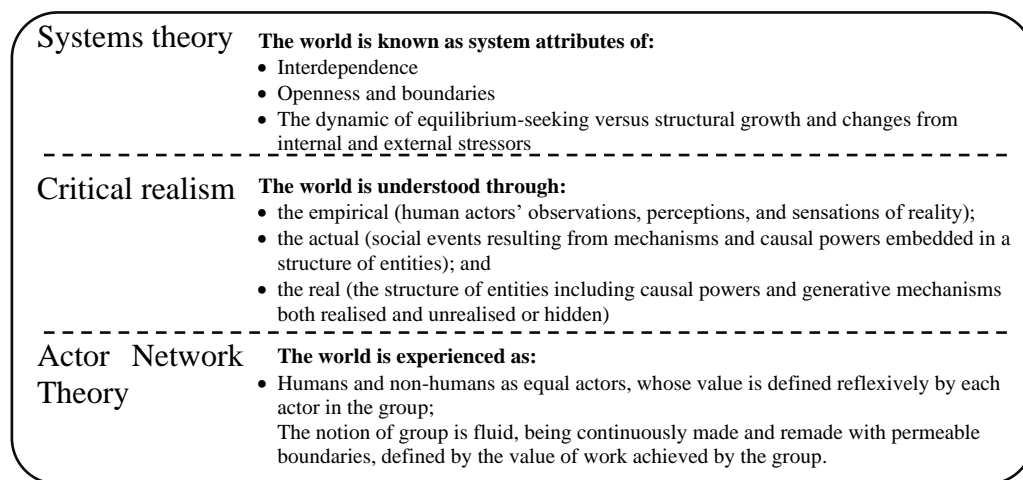 Systems theory
The world is known as system attributes of:
• Interdependence
• Openness and boundaries
• The dynamic of equilibrium-seeking versus structural growth and changes from
internal and external stressors
Critical realism
The world is understood through:
• the empirical (human actors’ observations, perceptions, and sensations of reality);
• the actual (social events resulting from mechanisms and causal powers embedded in a
structure of entities); and
• the real (the structure of entities including causal powers and generative mechanisms
both realised and unrealised or hidden)
Actor Network
Theory
The world is experienced as:
• Humans and non-humans as equal actors, whose value is defined reflexively by each
actor in the group;
The notion of group is fluid, being continuously made and remade with permeable
boundaries, defined by the value of work achieved by the group.